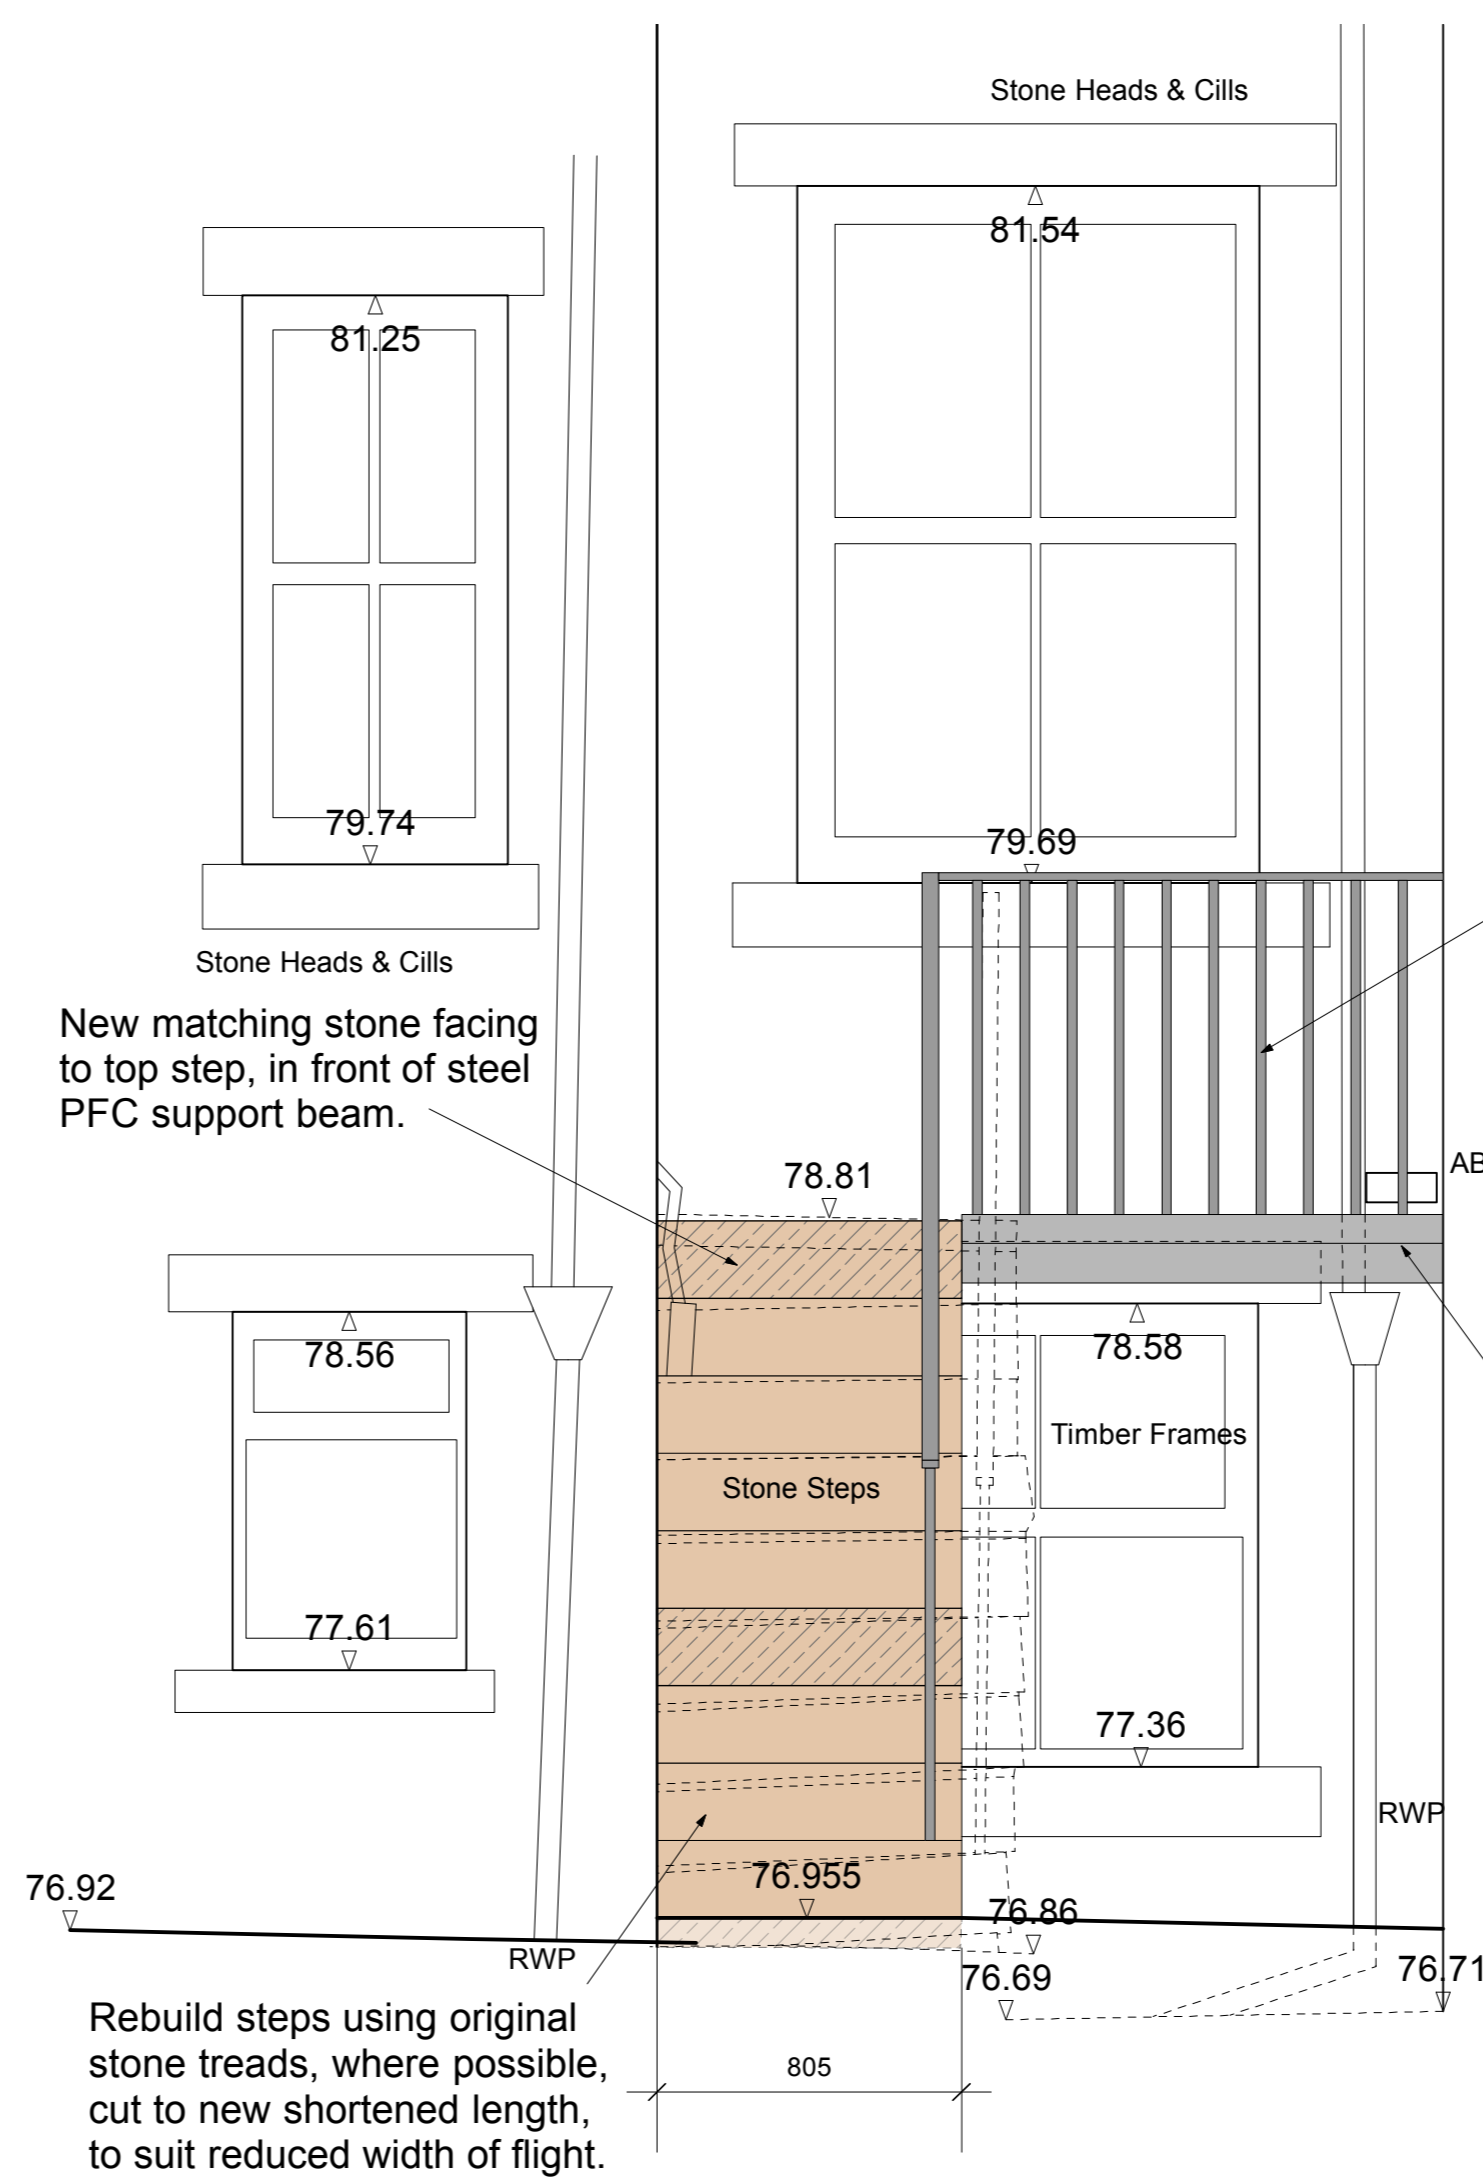 Stone Heads & Cills
81.54
81.25
79.74
79.69
Stone Heads & Cills
New matching stone facing
to top step, in front of steel
PFC support beam.
78.81
AB
78.56
78.58
Timber Frames
Stone Steps
77.61
77.36
RWP
76.92
76.955
76.86
RWP
76.69
76.71
Rebuild steps using original
stone treads, where possible,
cut to new shortened length,
to suit reduced width of flight.
805